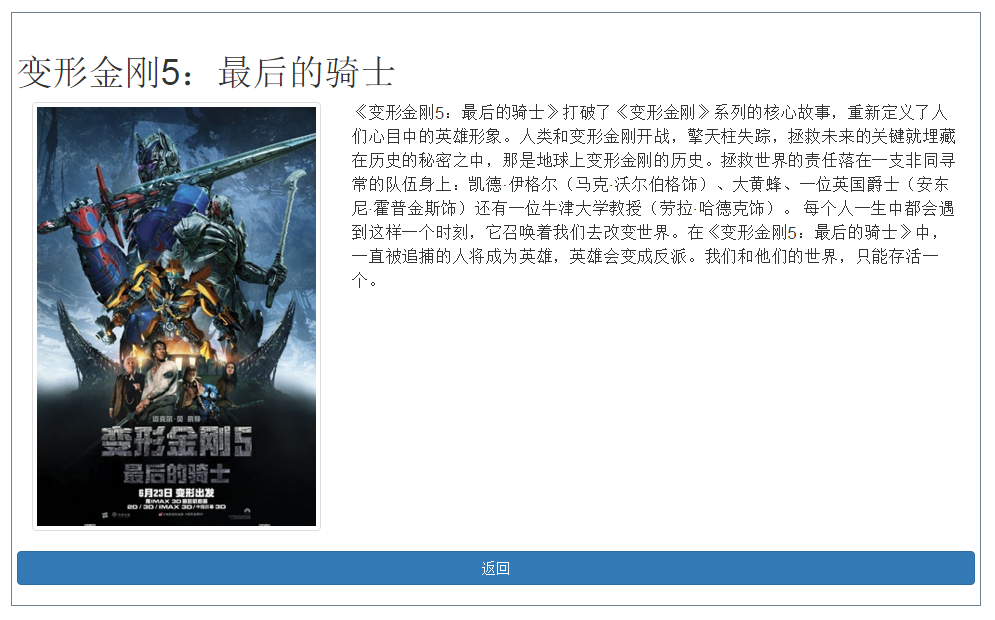 变形金刚5：最后的骑士
《变形金刚5：最后的骑士》打破了《变形金刚》系列的核心故事，重新定义了人
们心目中的英雄形象。人类和变形金刚开战，擎天柱失踪，拯救未来的关键就埋藏
在历史的秘密之中，那是地球上变形金刚的历史。拯救世界的责任落在一支非同寻
常的队伍身上：凯德·伊格尔（马克·沃尔伯格饰）、大黄蜂、一位英国爵士（安东
尼·霍普金斯饰）还有一位牛津大学教授（劳拉·哈德克饰）。 每个人一生中都会遇
到这样一个时刻，它召唤着我们去改变世界。在《变形金刚5：最后的骑士》中，
一直被追捕的人将成为英雄，英雄会变成反派。我们和他们的世界，只能存活一
个。
迈克尔·贝 执导
变形金刚5
最后的骑士
6月23日 变形出发
2D / 3D / IMAX 3D / 中国巨幕 3D
返回